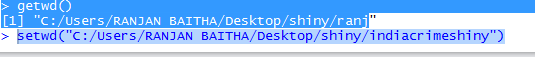 > getwd()
[1] "C:/Users/RANJAN BAITHA/Desktop/shiny/ranj"
> setwd("C:/Users/RANJAN BAITHA/Desktop/shiny/indiacrimeshiny")